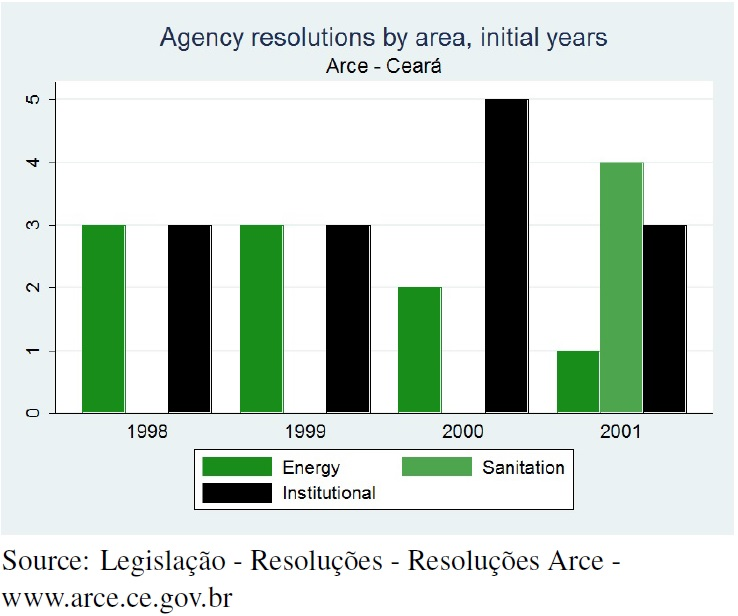 Agency resolutions by area, initial years
Arce - Ceará
5
4
3
2
1
0
1998 1999 2000 2001
Energy Sanitation
Institutional
Source: Legislação - Resoluções - Resoluções Arce -
www.arce.ce.gov.br